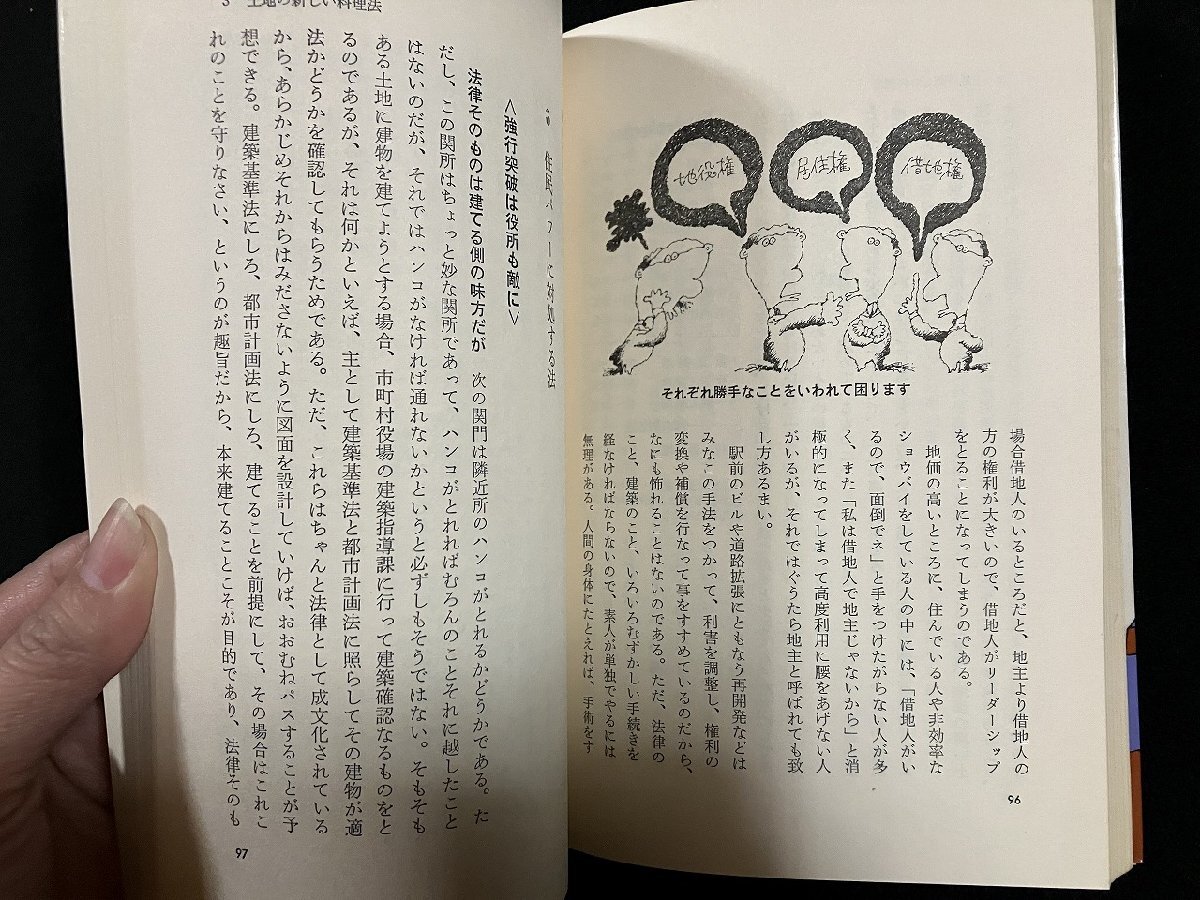 地役権
居住権
借地権
それぞれ勝手なことをいわれて困ります
場合借地人のいるところだと、地主より借地人の
方の権利が大きいので、借地人がリーダーシップ
をとることになってしまうのである。
地価の高いところに、住んでいる人や非効率な
ショウバイをしている人の中には、「借地人がい
るので、面倒でえ」と手をつけたがらない人が多
く、また「私は借地人で地主じゃないから」と消
極的になってしまって高度利用に腰をあげない人
がいるが、それではぐうたら地主と呼ばれても致
し方あるまい。
駅前のビルや道路拡張にともなう再開発などは
みなこの手法をつかって、利害を調整し、権利の
変換や補償を行なって事をすすめているのだから、
なにも怖れることはないのである。ただ、法律の
こと、建築のこと、いろいろむずかしい手続きを
経なければならないので、素人が単独でやるには
無理がある。人間の身体にたとえれば、手術をす
96
3 土地の新しい料理法
住民パワーに対処する法
〈強行突破は役所も敵に〉
法律そのものは建てる側の味方だが 次の関門は隣近所のハンコがとれるかどうかである。た
だし、この関所はちょっと妙な関所であって、ハンコがとれればむろんのことそれに越したこと
はないのだが、それではハンコがなければ通れないかというと必ずしもそうではない。そもそも
ある土地に建物を建てようとする場合、市町村役場の建築指導課に行って建築確認なるものをと
るのであるが、それは何かといえば、主として建築基準法と都市計画法に照らしてその建物が適
法かどうかを確認してもらうためである。ただ、これらはちゃんと法律として成文化されている
から、あらかじめそれからはみださないように図面を設計していけば、おおむねパスすることが予
想できる。建築基準法にしろ、都市計画法にしろ、建てることを前提にして、その場合はこれこ
れのことを守りなさい、というのが趣旨だから、本来建てることこそが目的であり、法律そのも
97